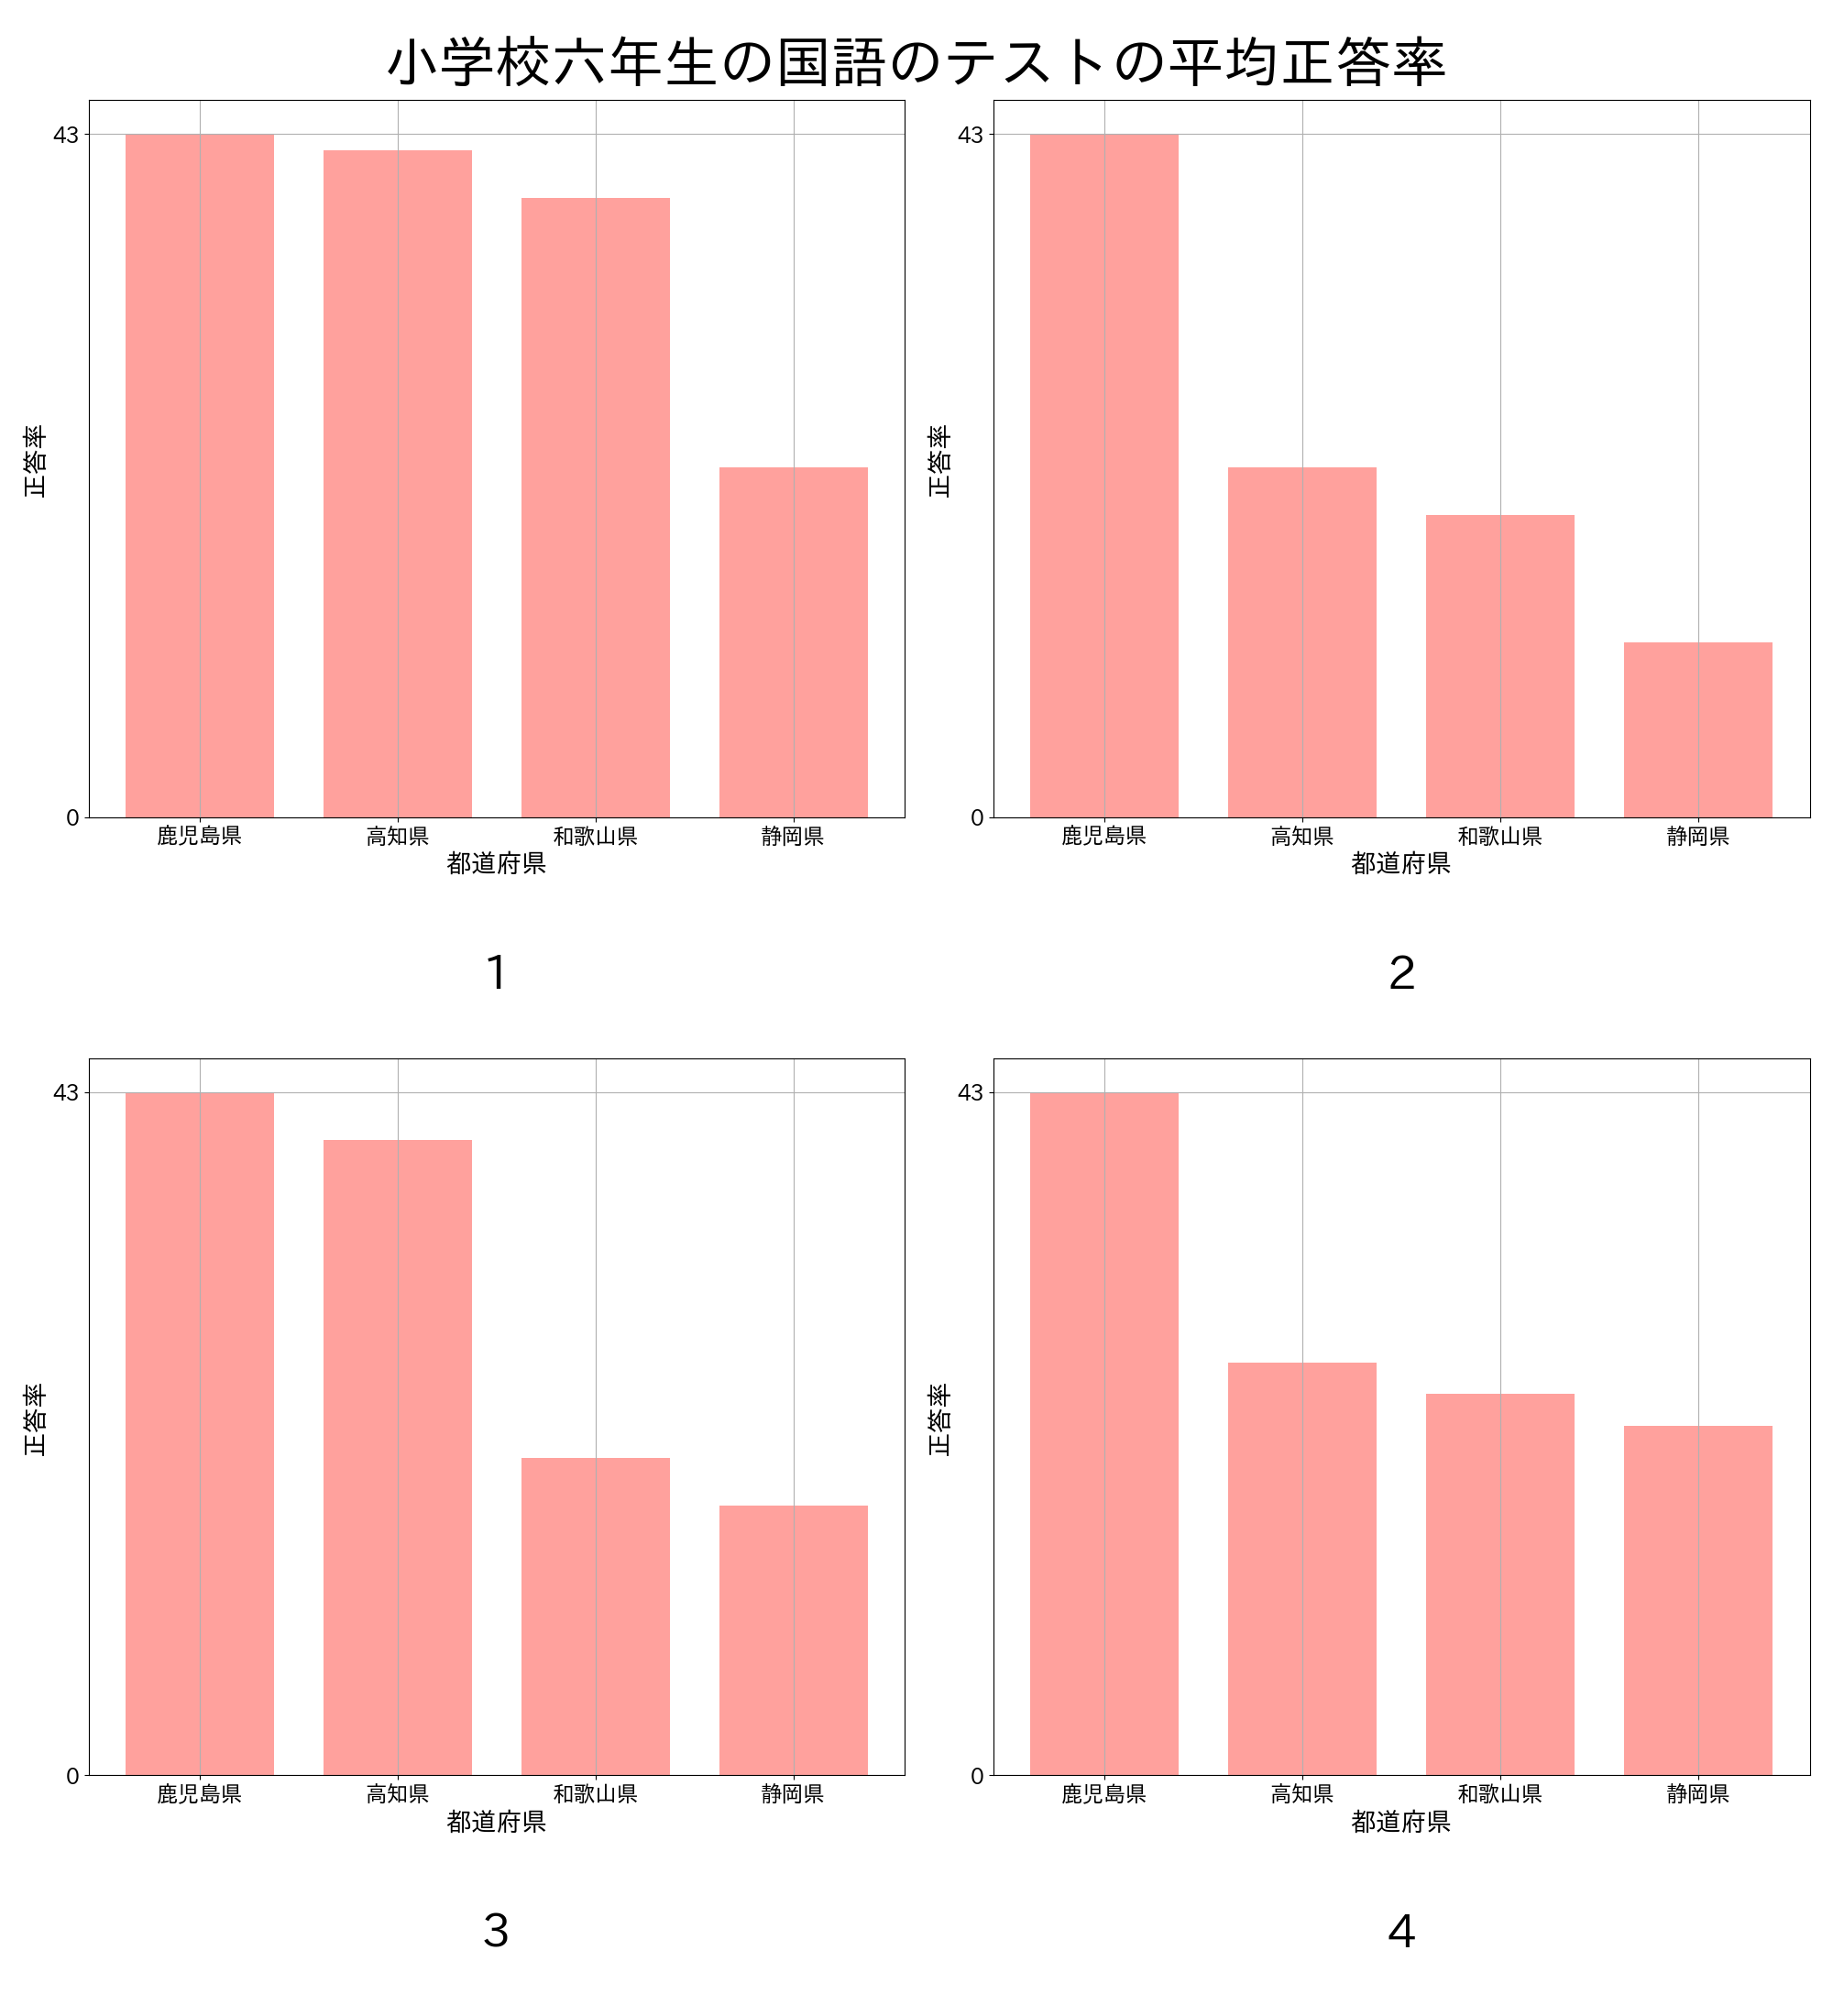 小学校六年生の国語のテストの平均正答率
43
0
正答率
鹿児島県 高知県 和歌山県 静岡県
都道府県
1
43
0
正答率
鹿児島県 高知県 和歌山県 静岡県
都道府県
2
43
0
正答率
鹿児島県 高知県 和歌山県 静岡県
都道府県
3
43
0
正答率
鹿児島県 高知県 和歌山県 静岡県
都道府県
4